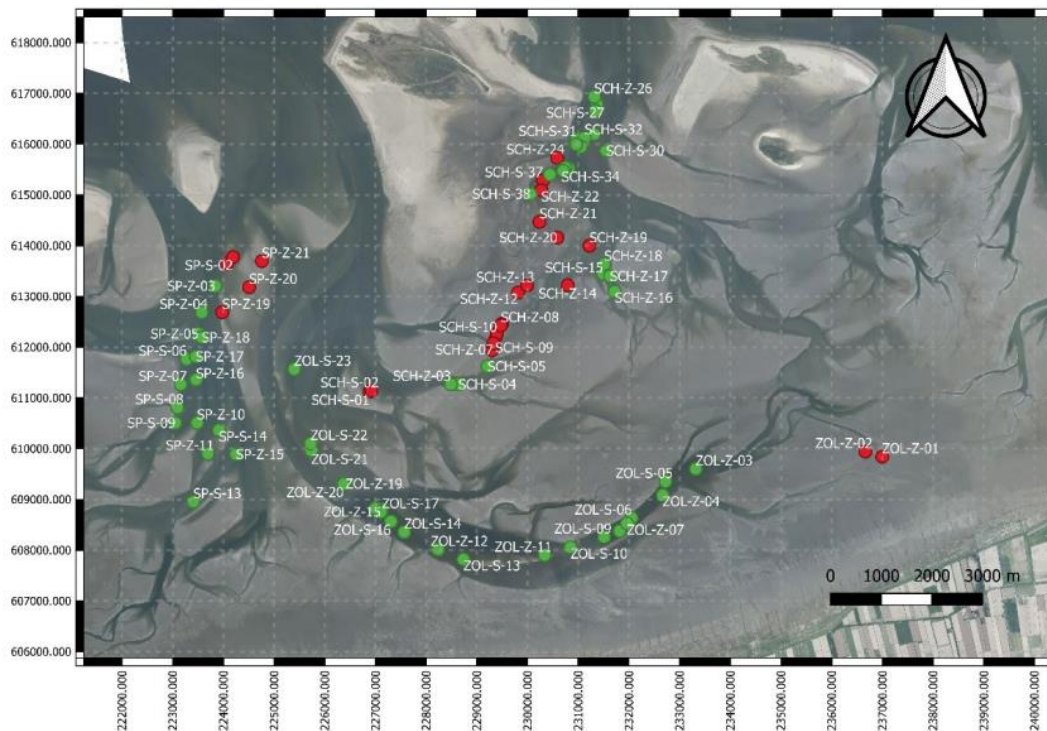 618000.000
617000.000
616000.000
615000.000
614000.000
613000.000
612000.000
611000.000
610000.000
609000.000
608000.000
607000.000
606000.000
SCH-Z-26
SCH-S-27
SCH-S-31
SCH-S-32
SCH-Z-24
SCH-S-30
SCH-S-37
SCH-S-34
SCH-S-38
SCH-Z-22
SCH-Z-21
SCH-Z-20
SCH-Z-19
SCH-Z-18
SCH-S-15
SCH-Z-17
SCH-Z-13
SCH-Z-14
SCH-Z-16
SCH-Z-12
SCH-Z-08
SCH-S-10
SCH-S-09
SCH-Z-07
SCH-S-05
SCH-Z-03
SCH-S-04
SCH-S-02
SCH-S-01
SP-Z-21
SP-S-02
SP-Z-20
SP-Z-03
SP-Z-04
SP-Z-19
SP-Z-05
SP-Z-18
SP-S-06
SP-Z-17
SP-Z-07
SP-Z-16
SP-S-08
SP-S-09
SP-Z-10
SP-S-14
SP-Z-11
SP-Z-15
SP-S-13
ZOL-S-23
ZOL-S-22
ZOL-S-21
ZOL-Z-19
ZOL-Z-20
ZOL-S-17
ZOL-Z-15
ZOL-S-16
ZOL-S-14
ZOL-Z-12
ZOL-S-13
ZOL-Z-11
ZOL-S-10
ZOL-S-09
ZOL-Z-07
ZOL-S-06
ZOL-Z-04
ZOL-S-05
ZOL-Z-03
ZOL-Z-02
ZOL-Z-01
0 1000 2000 3000 m
222000.000
223000.000
224000.000
225000.000
226000.000
227000.000
228000.000
229000.000
230000.000
231000.000
232000.000
233000.000
234000.000
235000.000
236000.000
237000.000
238000.000
239000.000
240000.000